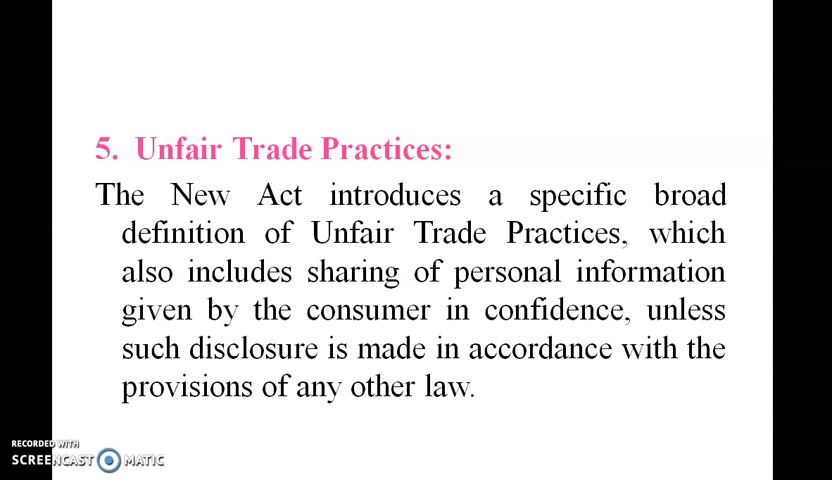 5. Unfair Trade Practices:
The New Act introduces a specific broad
definition of Unfair Trade Practices, which
also includes sharing of personal information
given by the consumer in confidence, unless
such disclosure is made in accordance with the
provisions of any other law.
RECORDED WITH
SCREENCAST MATIC